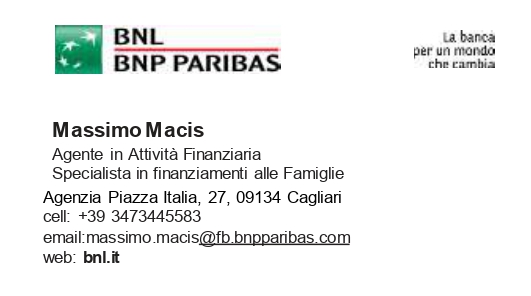 BNL
BNP PARIBAS
La banca
per un mondo
che cambia
Massimo Macis
Agente in Attività Finanziaria
Specialista in finanziamenti alle Famiglie
Agenzia Piazza Italia, 27, 09134 Cagliari
cell: +39 3473445583
email:massimo.macis@fb.bnpparibas.com
web: bnl.it